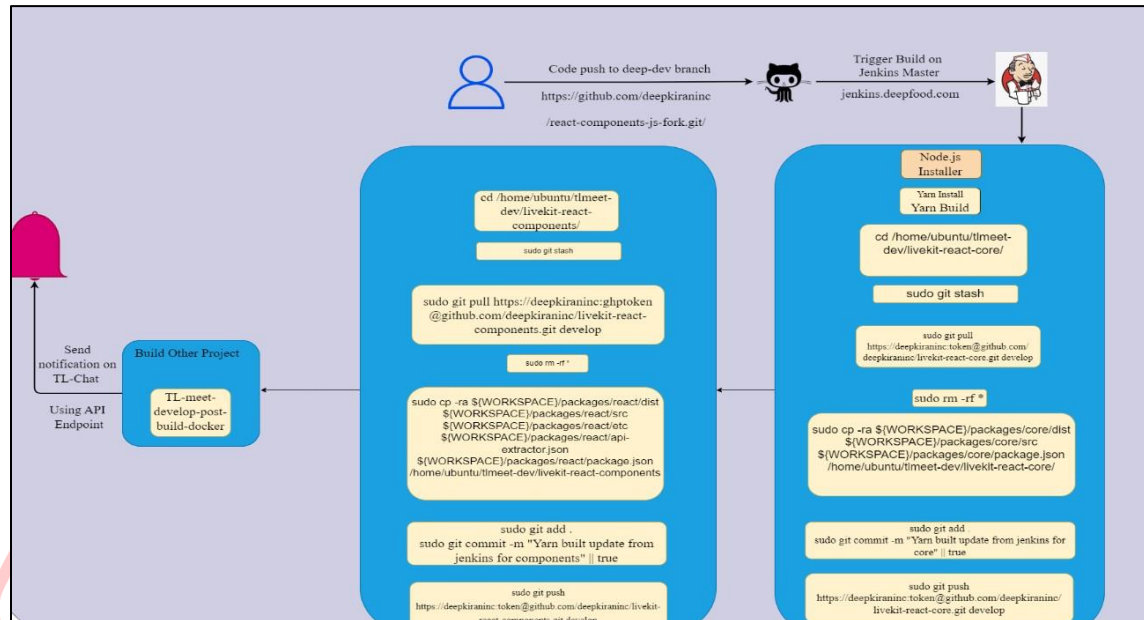 Code push to deep-dev branch
https://github.com/deepkiraninc
/react-components-js-fork.git/
Trigger Build on
Jenkins Master
jenkins.deepfood.com
Node.js
Installer
Yarn Install
Yarn Build
cd /home/ubuntu/tlmeet-
dev/livekit-react-core/
sudo git stash
sudo git pull
https://deepkiraninc:token@github.com/
deepkiraninc/livekit-react-core.git develop
sudo rm -rf *
sudo cp -ra ${WORKSPACE}/packages/core/dist
${WORKSPACE}/packages/core/src
${WORKSPACE}/packages/core/package.json
/home/ubuntu/tlmeet-dev/livekit-react-core/
sudo git add .
sudo git commit -m "Yarn built update from jenkins for
core" || true
sudo git push
https://deepkiraninc:token@github.com/deepkiraninc/
livekit-react-core.git develop
cd /home/ubuntu/tlmeet-
dev/livekit-react-
components/
sudo git stash
sudo git pull https://deepkiraninc:ghptoken
@github.com/deepkiraninc/livekit-react-
components.git develop
sudo rm -rf *
sudo cp -ra ${WORKSPACE}/packages/react/dist
${WORKSPACE}/packages/react/src
${WORKSPACE}/packages/react/etc
${WORKSPACE}/packages/react/api-
extractor.json
${WORKSPACE}/packages/react/package.json
/home/ubuntu/tlmeet-dev/livekit-react-components
sudo git add .
sudo git commit -m "Yarn built update from
jenkins for components" || true
sudo git push
https://deepkiraninc:token@github.com/deepkiraninc/livekit-
react-components.git develop
Build Other Project
TL-meet-
develop-post-
build-docker
Send
notification on
TL-Chat
Using API
Endpoint